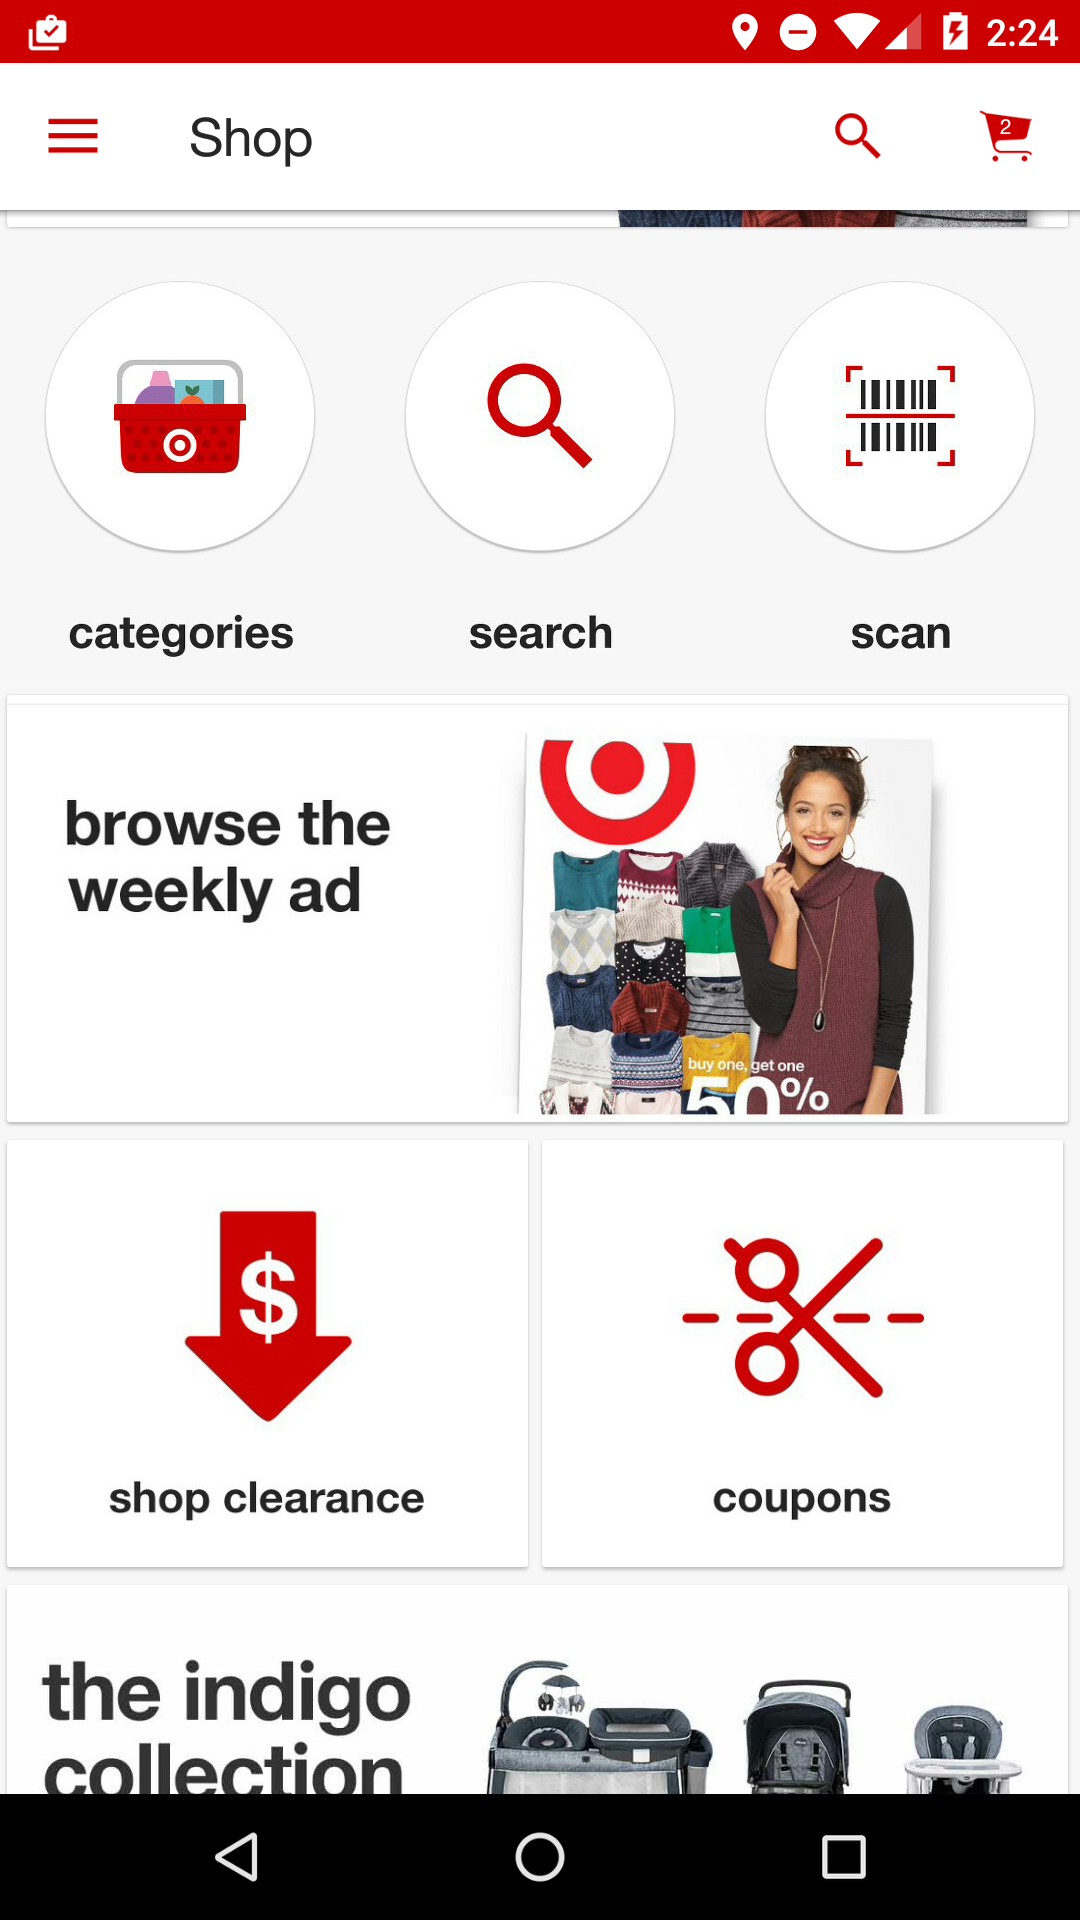 2:24
Shop
2
categories
search
scan
browse the
weekly ad
buy one, get one
50%
$
shop clearance
coupons
the indigo
collection